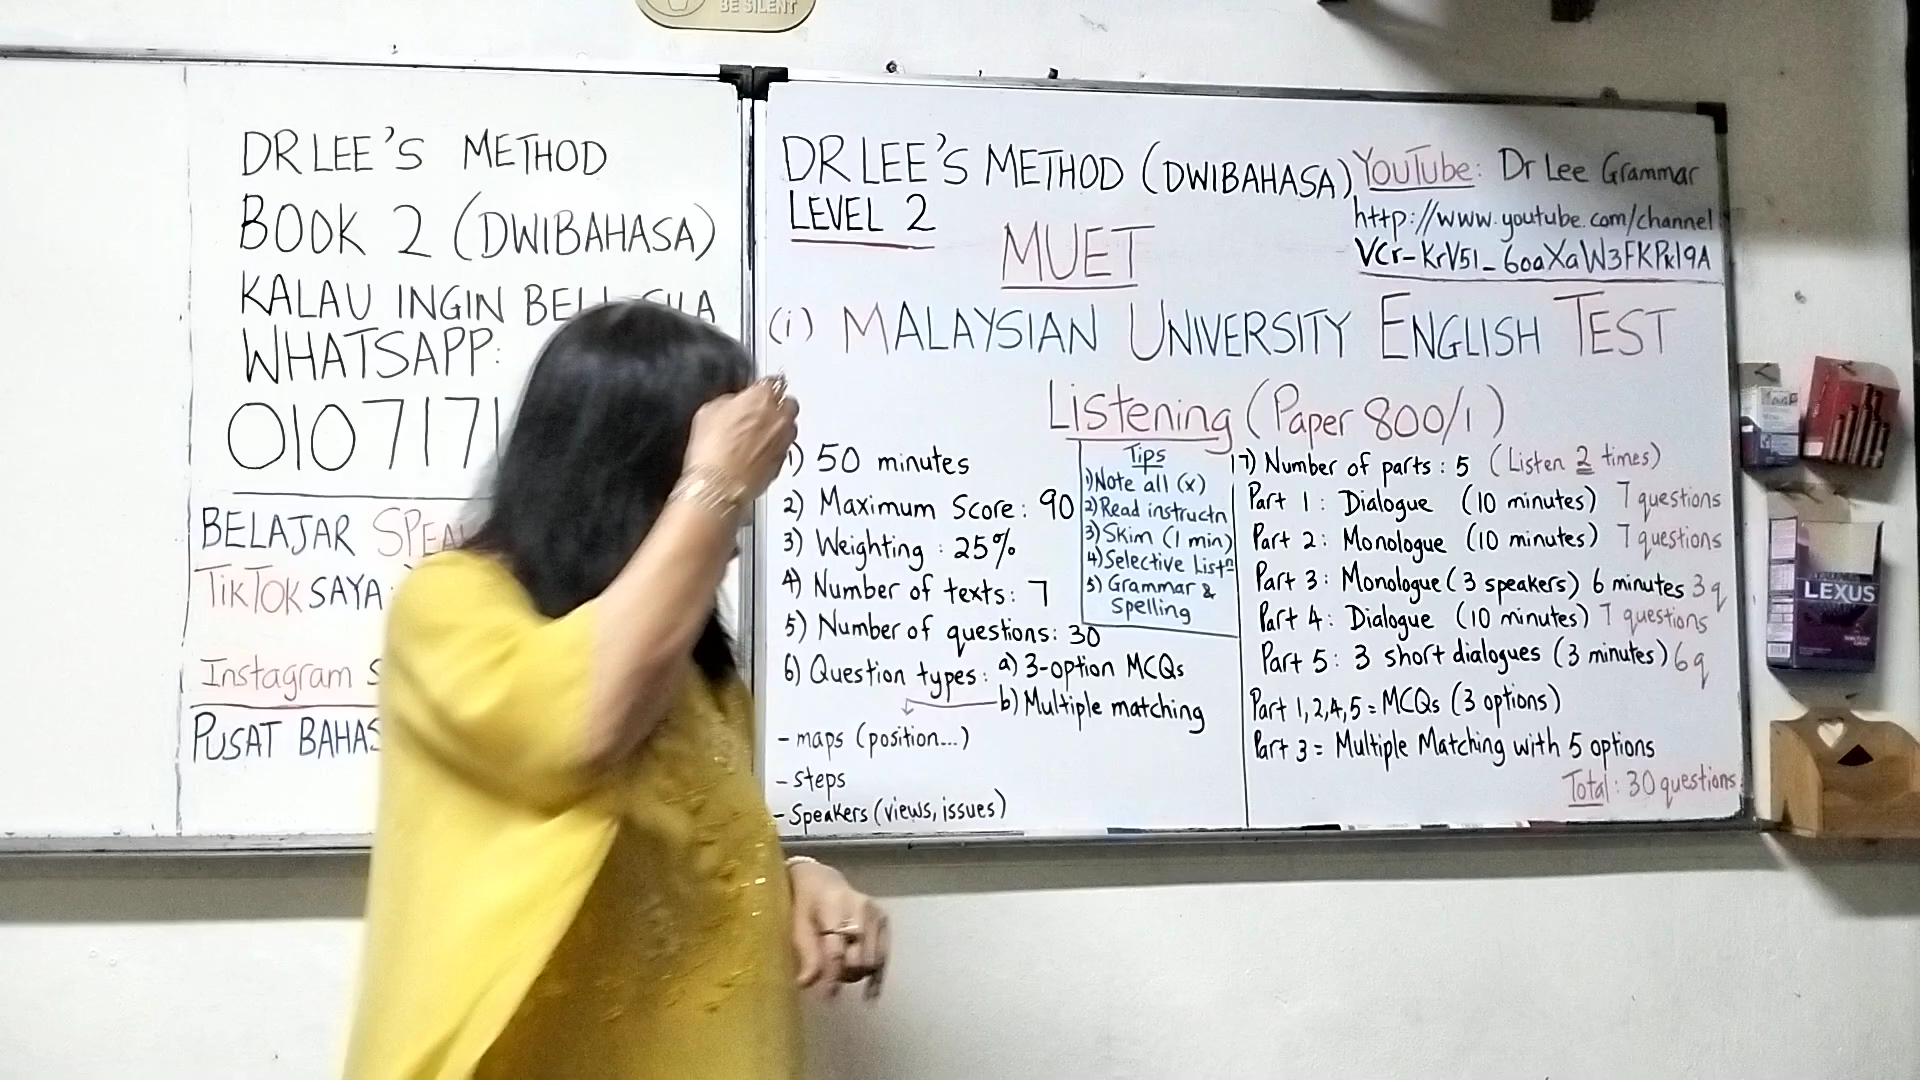 BE SILENT
DR LEE'S METHOD
BOOK 2 (DWIBAHASA)
KALAU INGIN
WHATSAPP:
BELAJAR
TIKTOK SAYA
Instagram
PUSAT
DR LEE'S METHOD (DWIBAHASA)
LEVEL 2
YouTube: Dr Lee Grammar
http://www.youtube.com/channel
MUET
(i) MALAYSIAN UNIVERSITY ENGLISH TEST
Listening (Paper 800/1)
1) 50 minutes
2) Maximum Score: 90
3) Weighting : 25%
4) Number of texts: 7
5) Number of questions: 30
6) Question types: a) 3-option MCQs
b) Multiple matching
- maps (position...)
- steps
- Speakers (views, issues)
Tips
1) Note all (x)
2) Read instructn
3) Skim (1 min)
4) Selective Listn
5) Grammar &
Spelling
7) Number of parts: 5 (Listen 2 times)
Part 1: Dialogue (10 minutes) 7 questions
Part 2: Monologue (10 minutes) 7 questions
Part 3: Monologue (3 speakers) 6 minutes 3 q
Part 4: Dialogue (10 minutes) 7 questions
Part 5: 3 short dialogues (3 minutes) 6 q
Part 1, 2, 4, 5 = MCQs (3 options)
Part 3 = Multiple Matching with 5 options
Total: 30 questions
LEXUS